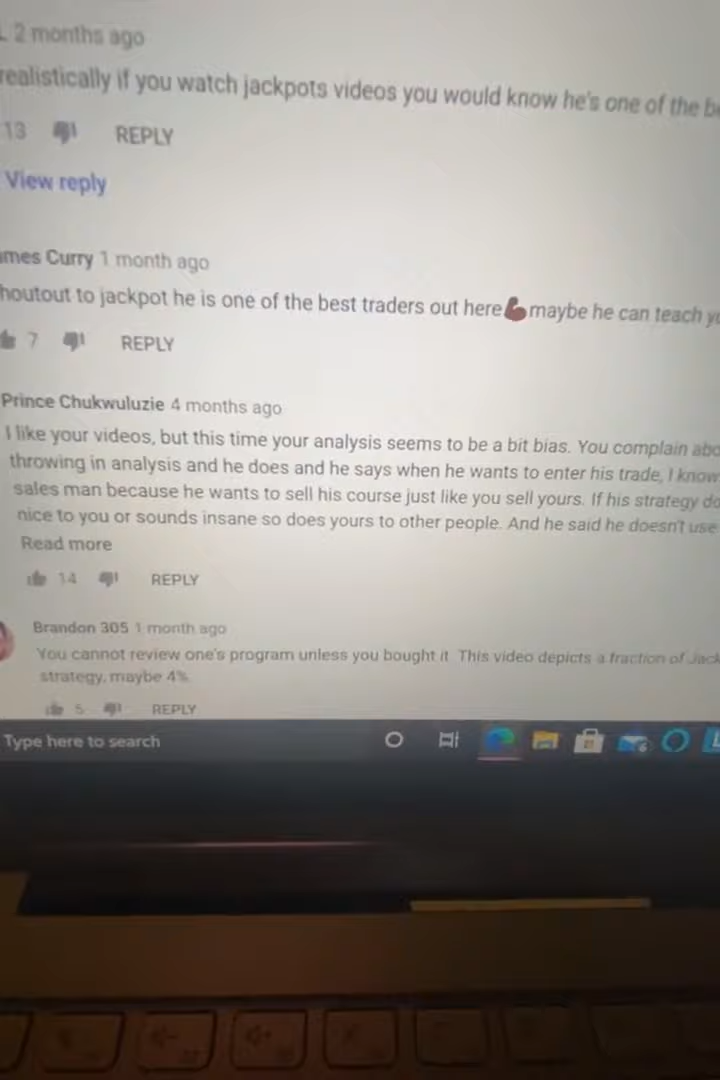 2 months ago
realistically if you watch jackpots videos you would know he's one of the be
13 REPLY
View reply
mes Curry 1 month ago
houtout to jackpot he is one of the best traders out here💪🏾maybe he can teach yo
7 REPLY
Prince Chukwuluzie 4 months ago
I like your videos, but this time your analysis seems to be a bit bias. You complain abo
throwing in analysis and he does and he says when he wants to enter his trade, I know
sales man because he wants to sell his course just like you sell yours. If his strategy do
nice to you or sounds insane so does yours to other people. And he said he doesn't use
Read more
14 REPLY
Brandon 305 1 month ago
You cannot review one's program unless you bought it. This video depicts a fraction of Jack
strategy, maybe 4%
5 REPLY
Type here to search